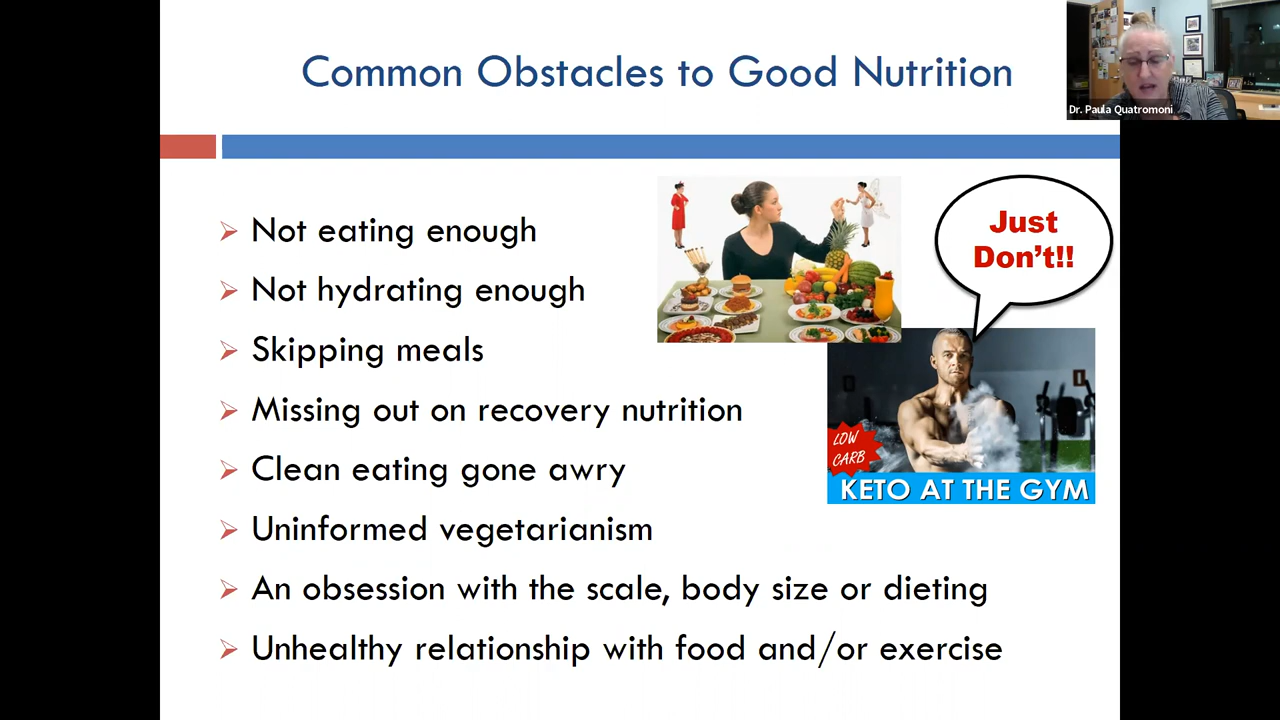 Common Obstacles to Good Nutrition
Dr. Paula Quatromoni
Not eating enough
Not hydrating enough
Skipping meals
Missing out on recovery nutrition
Clean eating gone awry
Uninformed vegetarianism
An obsession with the scale, body size or dieting
Unhealthy relationship with food and/or exercise
Just
Don't!!
LOW
CARB
KETO AT THE GYM